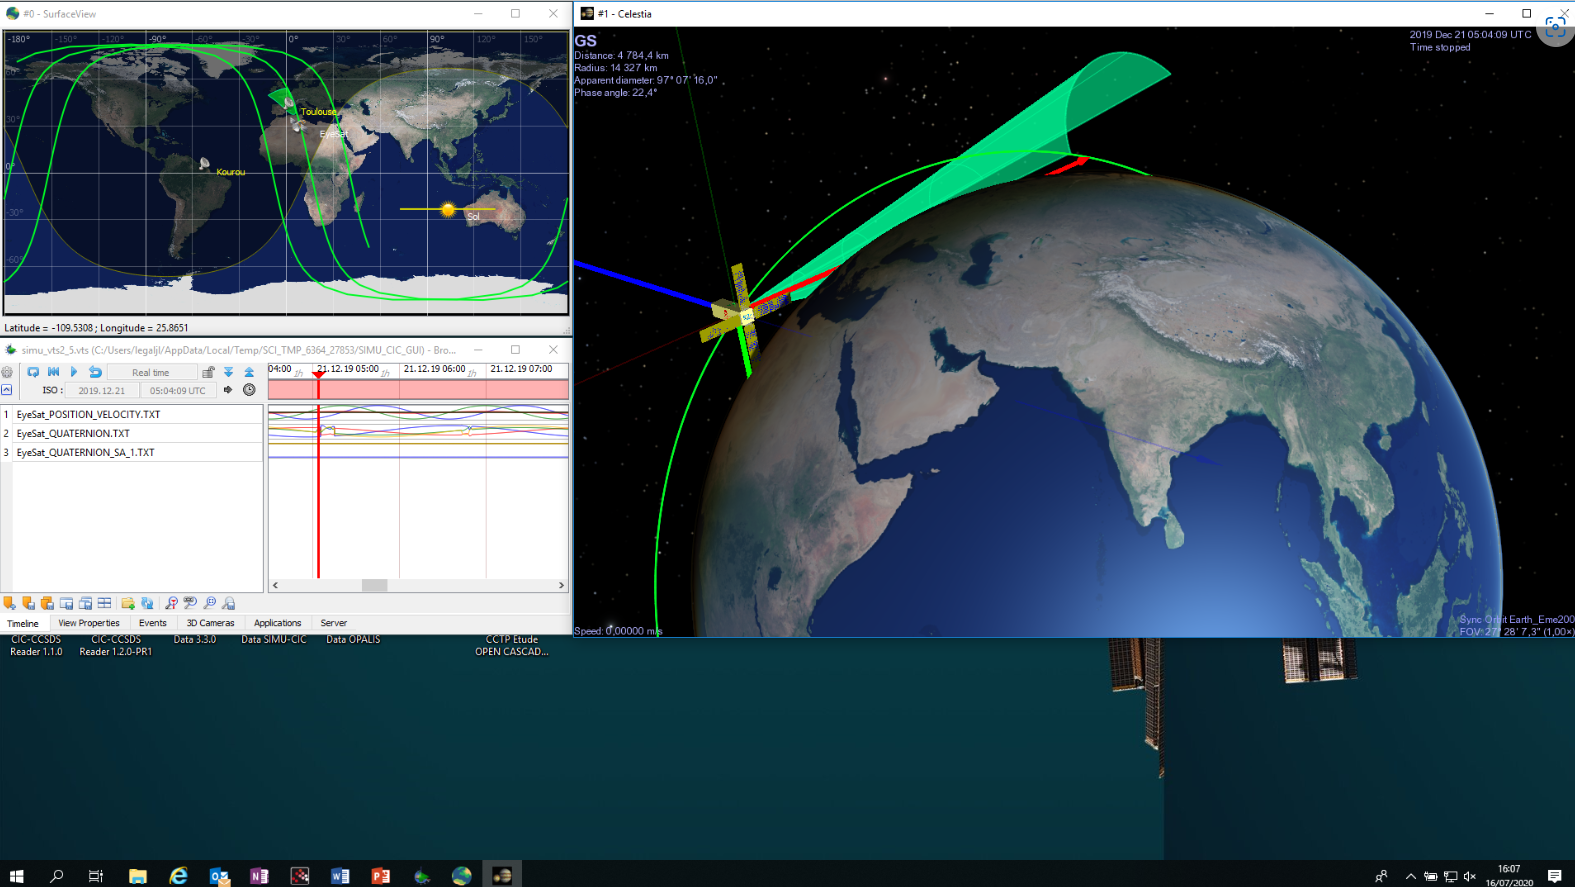 #0 - SurfaceView
-180°
-150°
-120°
-90°
-60°
-30°
0°
30°
60°
90°
120°
150°
60°
30°
0°
-30°
-60°
Toulouse
EyeSat
Kourou
Sol
Latitude = -109.5308 ; Longitude = 25.8651
simu_vts2_5.vts (C:/Users/legaljl/AppData/Local/Temp/SCI_TMP_6364_27853/SIMU_CIC_GUI) - Bro...
Real time
ISO : 2019.12.21 05:04:09 UTC
04:00 1h 21.12.19 05:00 1h 21.12.19 06:00 1h 21.12.19 07:00
1 EyeSat_POSITION_VELOCITY.TXT
2 EyeSat_QUATERNION.TXT
3 EyeSat_QUATERNION_SA_1.TXT
Timeline View Properties Events 3D Cameras Applications Server
#1 - Celestia
GS
Distance: 4 784,4 km
Radius: 14 327 km
Apparent diameter: 97° 07' 16,0"
Phase angle: 22,4°
2019 Dec 21 05:04:09 UTC
Time stopped
Speed: 0,00000 m/s
Sync Orbit Earth_Eme200
FOV: 27° 28' 7,3" (1,00×)
CIC-CCSDS
Reader 1.1.0
CIC-CCSDS
Reader 1.2.0-PR1
Data 3.3.0
Data SIMU-CIC
Data OPALIS
CCTP Etude
OPEN CASCAD...
16:07
16/07/2020